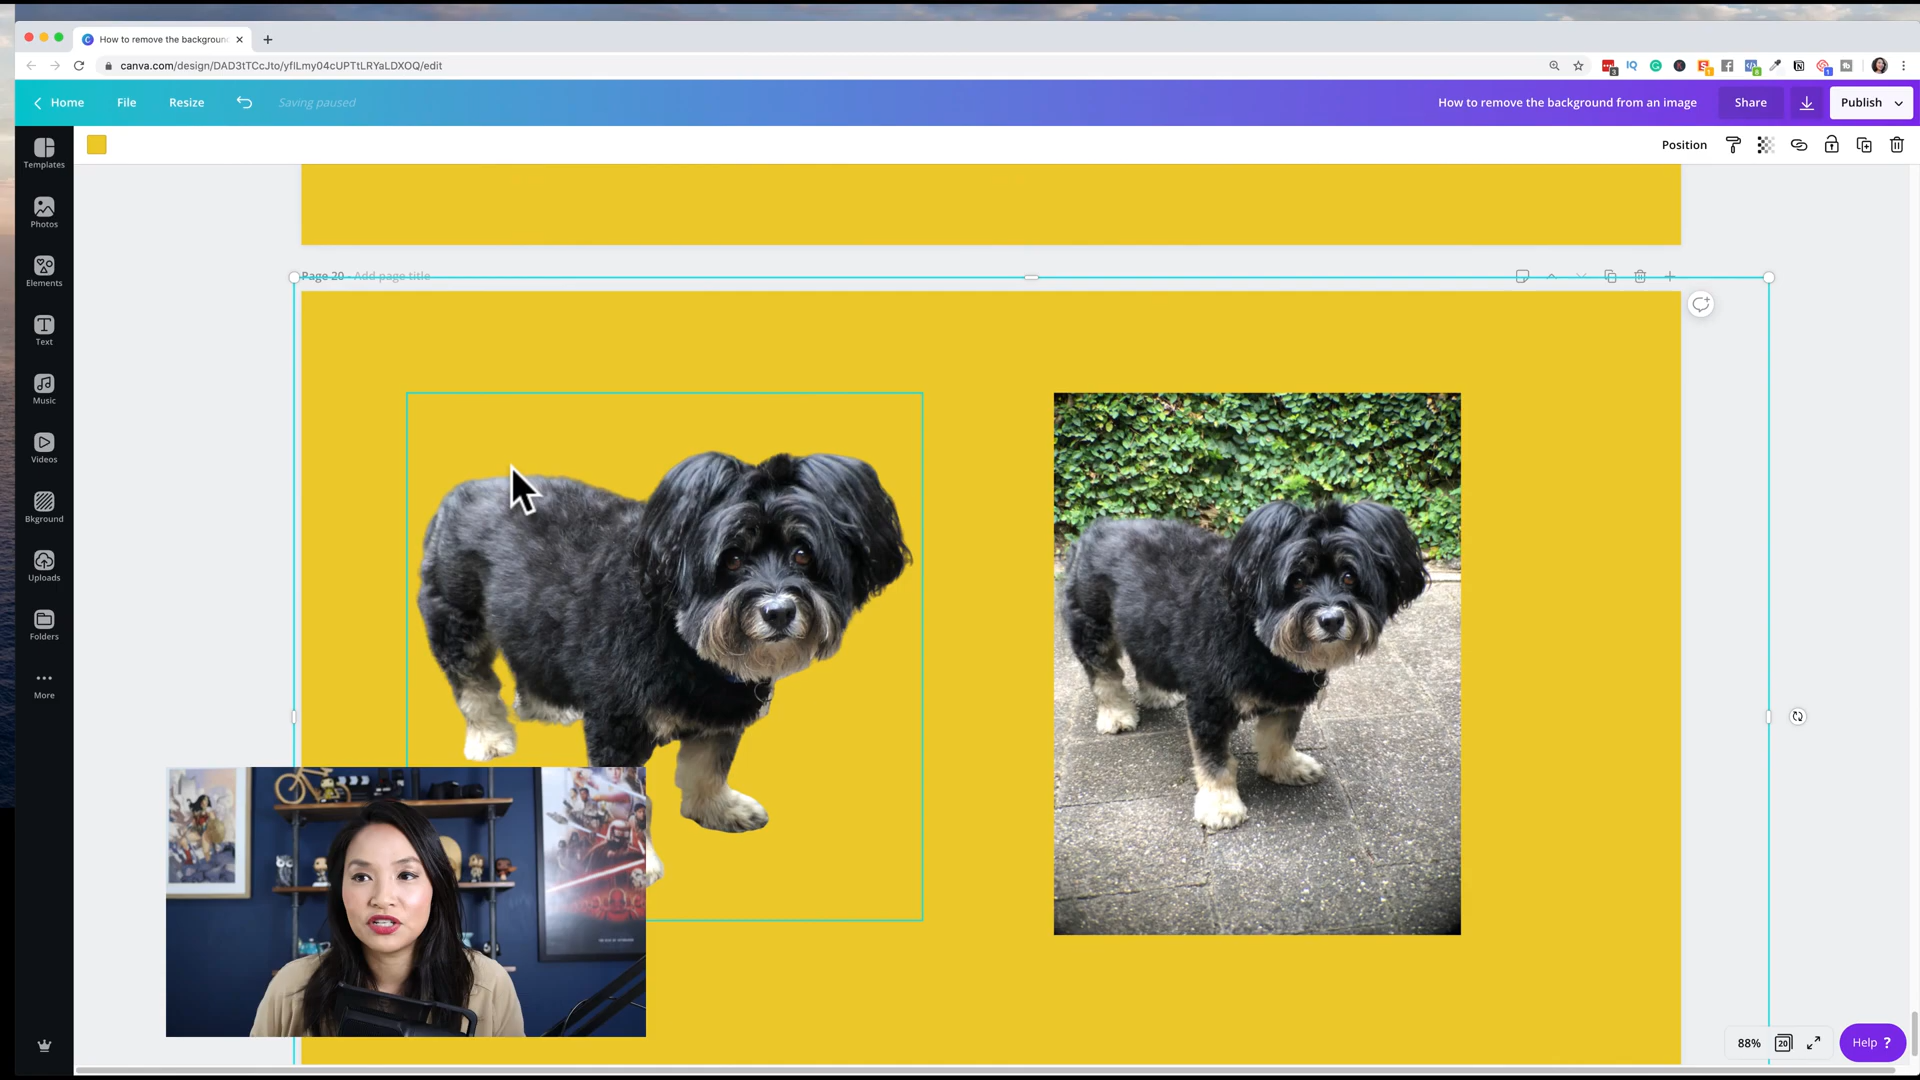 How to remove the backgroun
canva.com/design/DAD3tTCcJto/yflLmy04cUPTtLRYaLDXOQ/edit
Home
File
Resize
Saving paused
How to remove the background from an image
Share
Publish
Position
Templates
Photos
Elements
Text
Music
Videos
Bkground
Uploads
Folders
More
Page 20 - Add page title
88%
20
Help ?